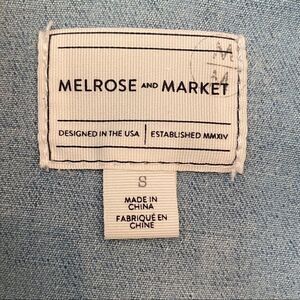 M
M
MELROSE AND MARKET
DESIGNED IN THE USA | ESTABLISHED MMXIV
S
MADE IN
CHINA
FABRIQUÉ EN
CHINE